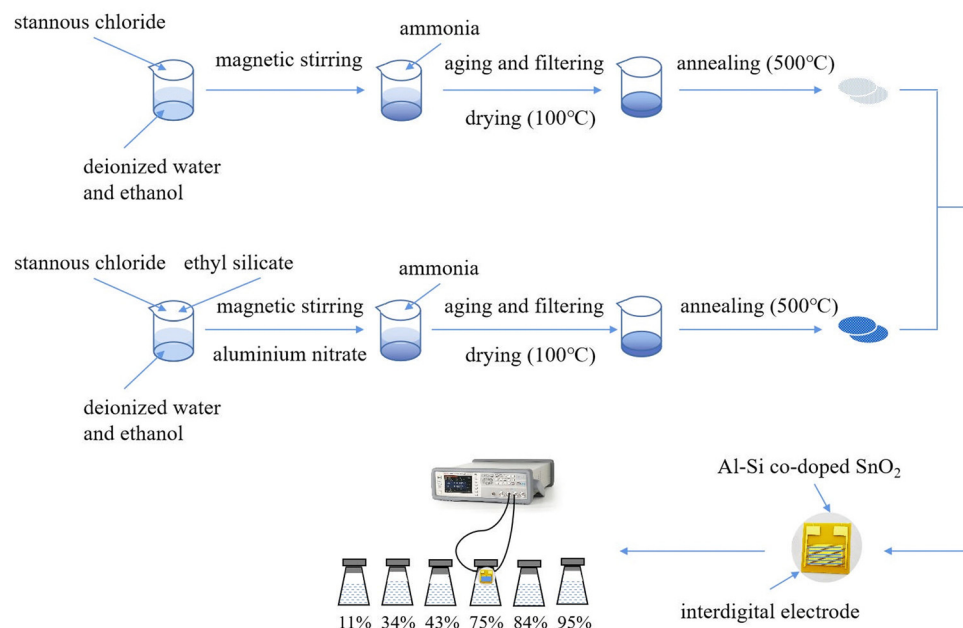 stannous chloride
magnetic stirring
ammonia
aging and filtering
annealing (500℃)
drying (100℃)
deionized water
and ethanol
stannous chloride
ethyl silicate
magnetic stirring
ammonia
aging and filtering
annealing (500℃)
aluminium nitrate
drying (100℃)
deionized water
and ethanol
Al-Si co-doped SnO₂
interdigital electrode
11% 34% 43% 75% 84% 95%